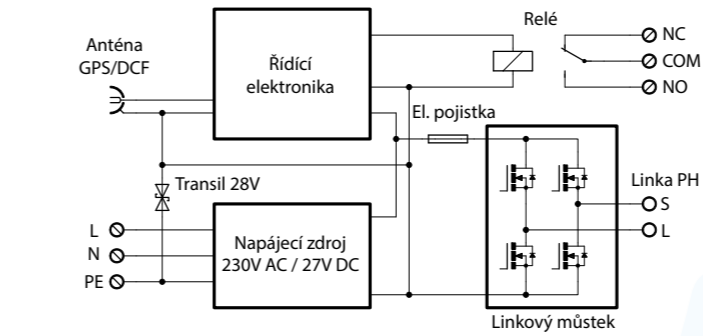 Relé
Anténa
GPS/DCF
Řídící
elektronika
NC
COM
NO
El. pojistka
Transil 28V
Linka PH
S
L
L
N
PE
Napájecí zdroj
230V AC / 27V DC
Linkový můstek